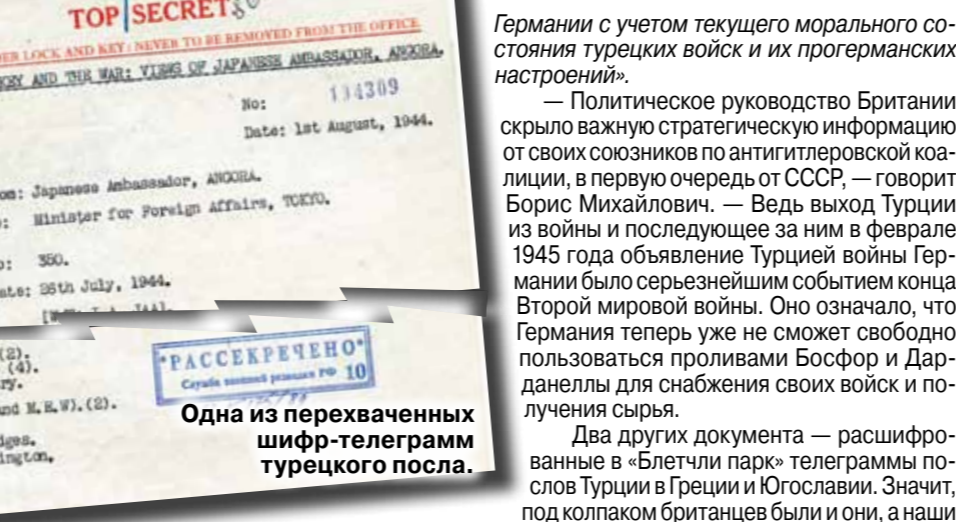 TOP SECRET
DER LOCK AND KEY: NEVER TO BE REMOVED FROM THE OFFICE
KEY AND THE WAR: VIEWS OF JAPANESE AMBASSADOR, ANGORA.
No: 134309
Date: 1st August, 1944.
om: Japanese Ambassador, ANGORA.
Minister for Foreign Affairs, TOKYO.
350.
ate: 26th July, 1944.
(2).
(4).
ry.
nd M.E.W).(2).
dges.
ington.
"РАССЕКРЕЧЕНО"
Служба внешней разведки РФ 10
Одна из перехваченных
шифр-телеграмм
турецкого посла.
Германии с учетом текущего морального со-
стояния турецких войск и их прогерманских
настроений».
— Политическое руководство Британии
скрыло важную стратегическую информацию
от своих союзников по антигитлеровской коа-
лиции, в первую очередь от СССР, — говорит
Борис Михайлович. — Ведь выход Турции
из войны и последующее за ним в феврале
1945 года объявление Турцией войны Гер-
мании было серьезнейшим событием конца
Второй мировой войны. Оно означало, что
Германия теперь уже не сможет свободно
пользоваться проливами Босфор и Дар-
данеллы для снабжения своих войск и по-
лучения сырья.
Два других документа — расшифро-
ванные в «Блетчли парк» телеграммы по-
слов Турции в Греции и Югославии. Значит,
под колпаком британцев были и они, а наши